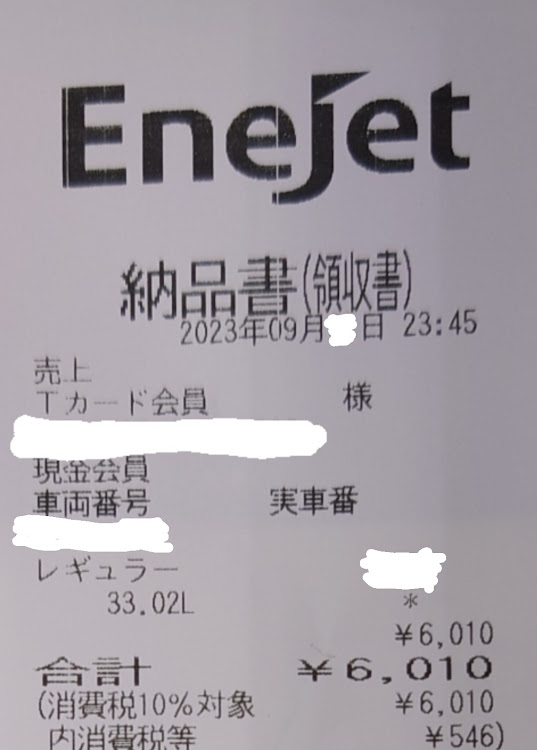 EneJet
納品書(領収書)
2023年09月 日 23:45
売上
Tカード会員 様
現金会員
車両番号 実車番
レギュラー
33.02L *
¥6,010
合計 ¥6,010
(消費税10%対象 ¥6,010
内消費税等 ¥546)